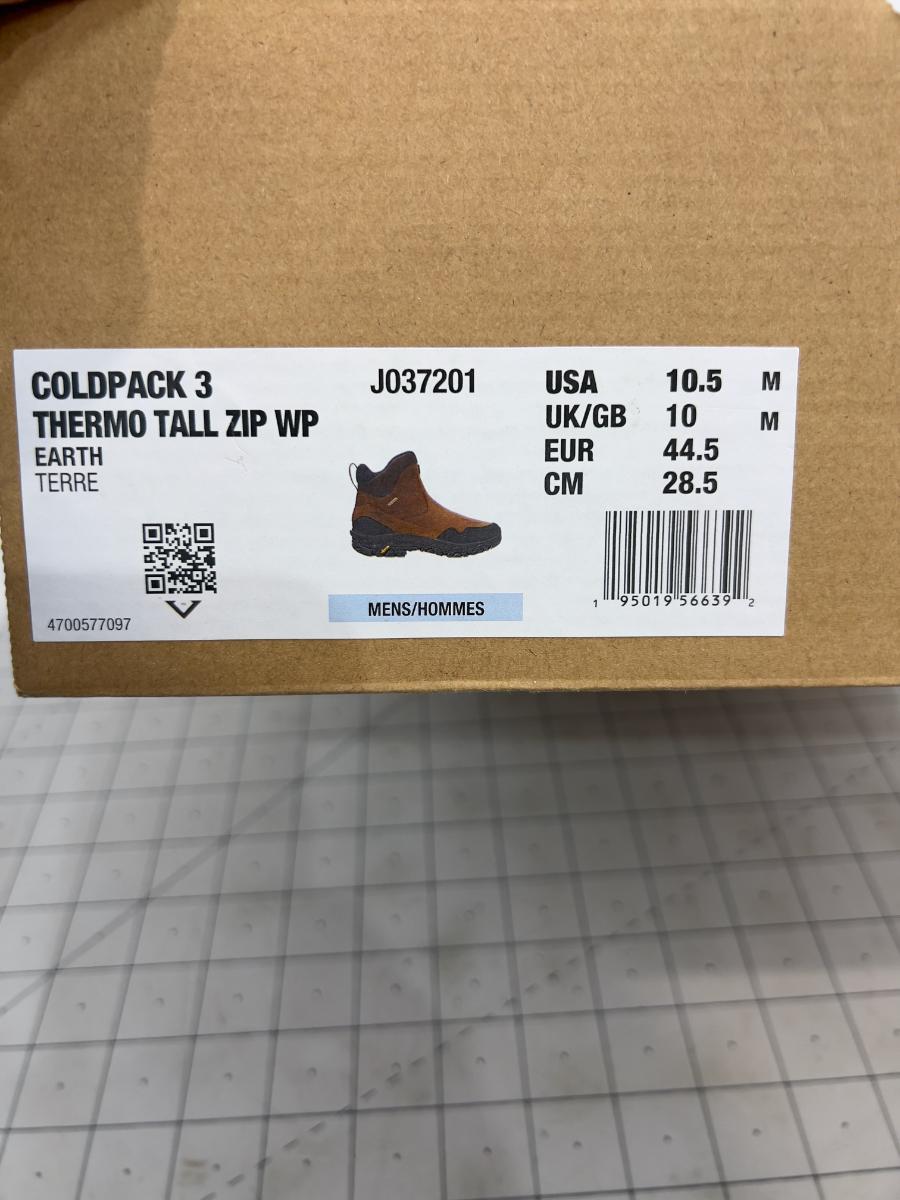 COLDPACK 3
THERMO TALL ZIP WP
EARTH
TERRE
4700577097
J037201
MENS/HOMMES
USA 10.5 M
UK/GB 10 M
EUR 44.5
CM 28.5
1 95019 56639 2